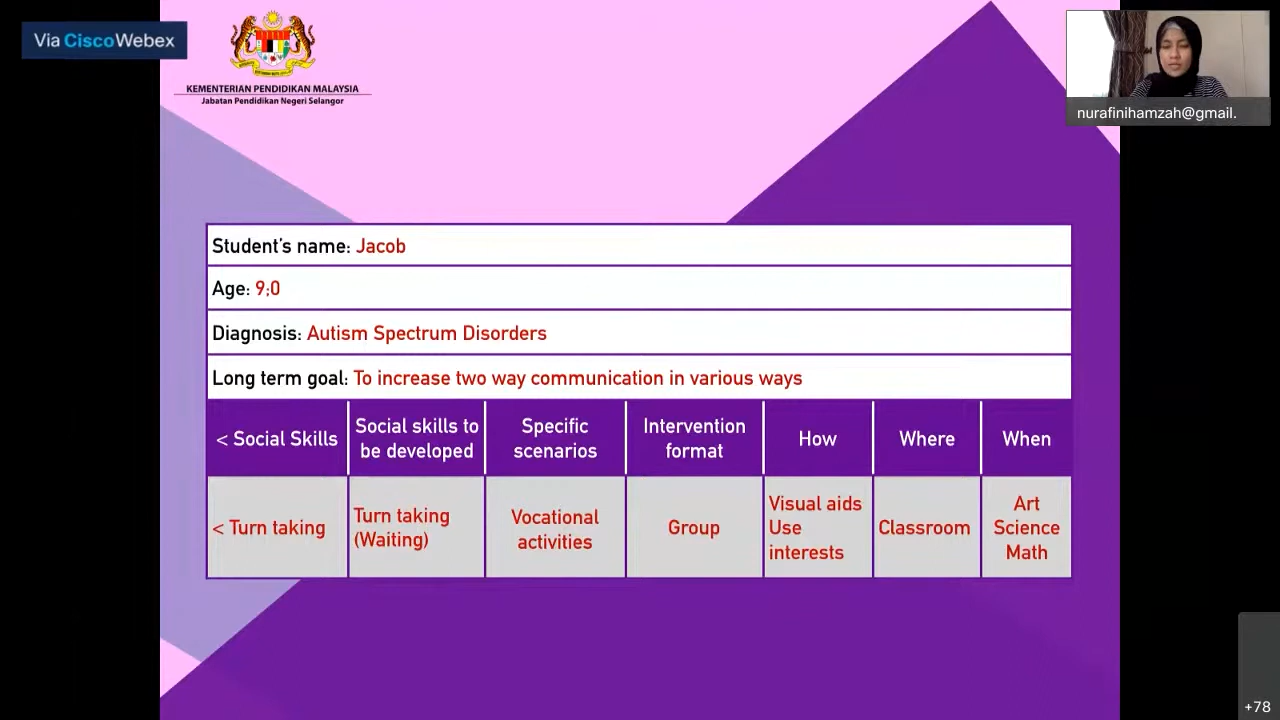 Via Cisco Webex
KEMENTERIAN PENDIDIKAN MALAYSIA
Jabatan Pendidikan Negeri Selangor
nurafinihamzah@gmail.
Student's name: Jacob
Age: 9;0
Diagnosis: Autism Spectrum Disorders
Long term goal: To increase two way communication in various ways
< Social Skills
Social skills to
be developed
Specific
scenarios
Intervention
format
How
Where
When
< Turn taking
Turn taking
(Waiting)
Vocational
activities
Group
Visual aids
Use
interests
Classroom
Art
Science
Math
+78